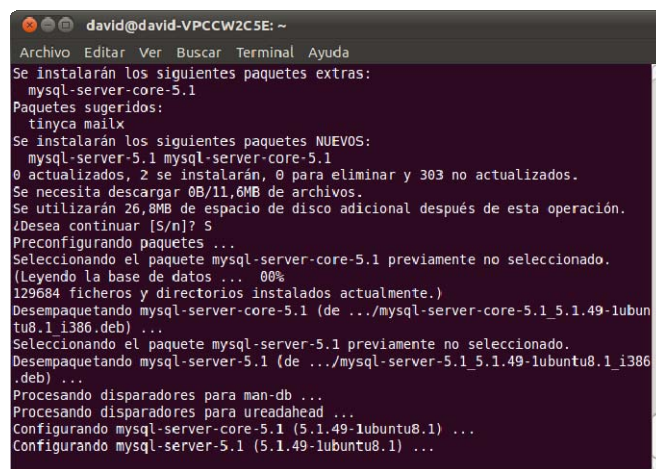 david@david-VPCCW2C5E: ~
Archivo Editar Ver Buscar Terminal Ayuda
Se instalarán los siguientes paquetes extras:
mysql-server-core-5.1
Paquetes sugeridos:
tinyca mailx
Se instalarán los siguientes paquetes NUEVOS:
mysql-server-5.1 mysql-server-core-5.1
0 actualizados, 2 se instalarán, 0 para eliminar y 303 no actualizados.
Se necesita descargar 0B/11,6MB de archivos.
Se utilizarán 26,8MB de espacio de disco adicional después de esta operación.
¿Desea continuar [S/n]? S
Preconfigurando paquetes ...
Seleccionando el paquete mysql-server-core-5.1 previamente no seleccionado.
(Leyendo la base de datos ... 00%
129684 ficheros y directorios instalados actualmente.)
Desempaquetando mysql-server-core-5.1 (de .../mysql-server-core-5.1_5.1.49-1ubun
tu8.1_i386.deb) ...
Seleccionando el paquete mysql-server-5.1 previamente no seleccionado.
Desempaquetando mysql-server-5.1 (de .../mysql-server-5.1_5.1.49-1ubuntu8.1_i386
.deb) ...
Procesando disparadores para man-db ...
Procesando disparadores para ureadahead ...
Configurando mysql-server-core-5.1 (5.1.49-1ubuntu8.1) ...
Configurando mysql-server-5.1 (5.1.49-1ubuntu8.1) ...